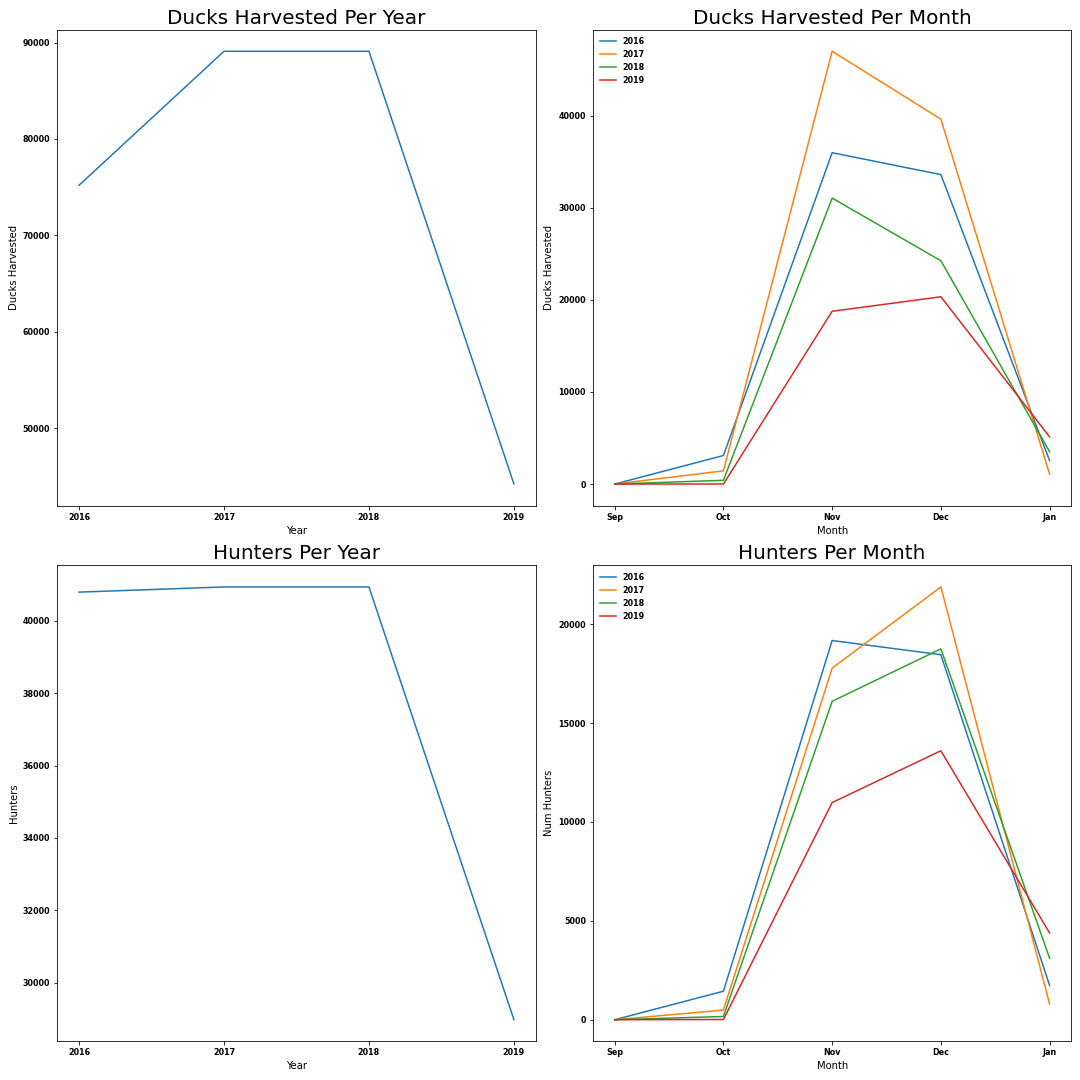 Ducks Harvested Per Year
90000
80000
70000
60000
50000
Ducks Harvested
2016 2017 2018 2019
Year
Ducks Harvested Per Month
2016
2017
2018
2019
40000
30000
20000
10000
0
Ducks Harvested
Sep Oct Nov Dec Jan
Month
Hunters Per Year
40000
38000
36000
34000
32000
30000
Hunters
2016 2017 2018 2019
Year
Hunters Per Month
2016
2017
2018
2019
20000
15000
10000
5000
0
Num Hunters
Sep Oct Nov Dec Jan
Month